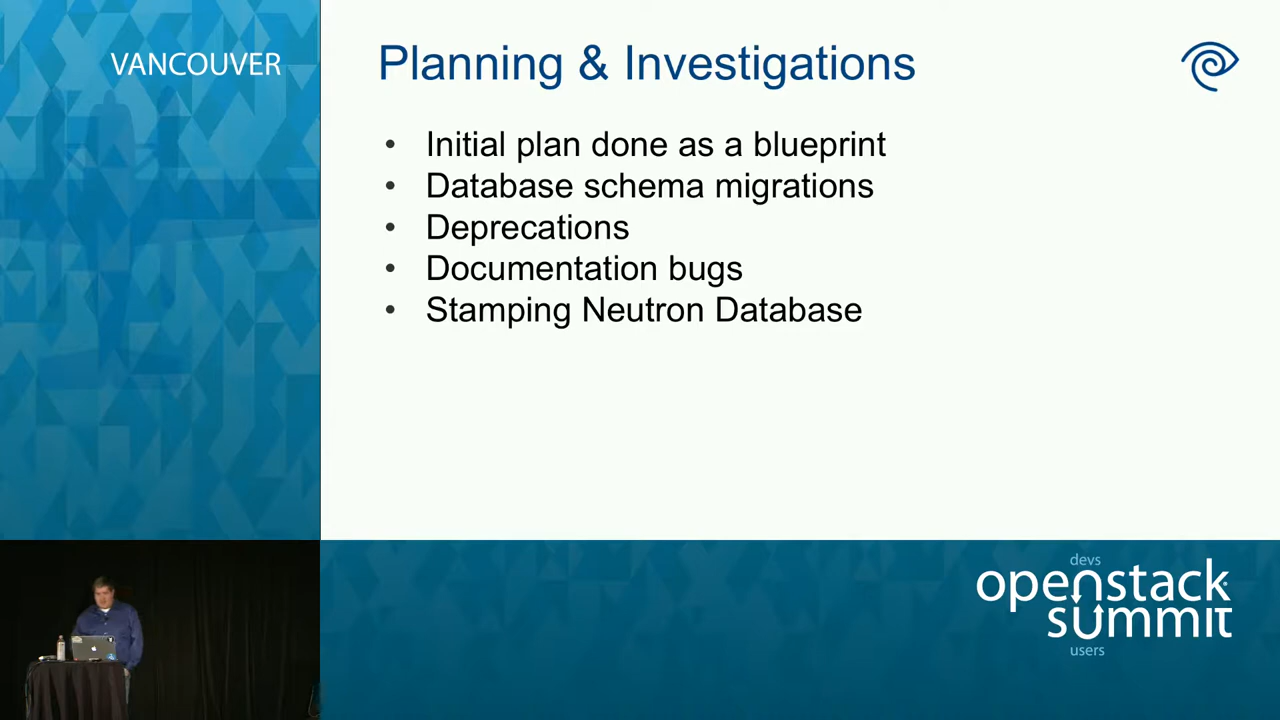 VANCOUVER
Planning & Investigations
• Initial plan done as a blueprint
• Database schema migrations
• Deprecations
• Documentation bugs
• Stamping Neutron Database
devs
openstack
summit
users